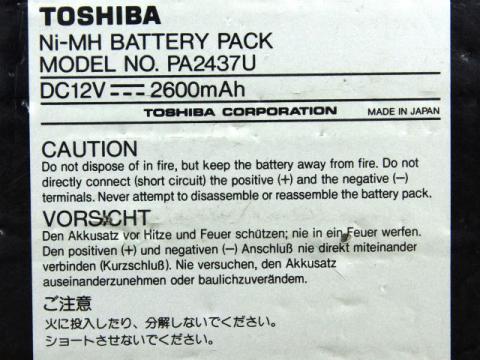 TOSHIBA
Ni-MH BATTERY PACK
MODEL NO. PA2437U
DC12V⎓2600mAh
TOSHIBA CORPORATION MADE IN JAPAN
CAUTION
Do not dispose of in fire, but keep the battery away from fire. Do not
directly connect (short circuit) the positive (+) and the negative (−)
terminals. Never attempt to disassemble or reassemble the battery pack.
VORSICHT
Den Akkusatz vor Hitze und Feuer schützen; nie in ein Feuer werfen.
Den positiven (+) und negativen (−) Anschluß nie direkt miteinander
verbinden (Kurzschluß). Nie versuchen, den Akkusatz
auseinanderzunehmen oder baulichzuverändern.
ご注意
火に投入したり、分解しないでください。
ショートさせないでください。